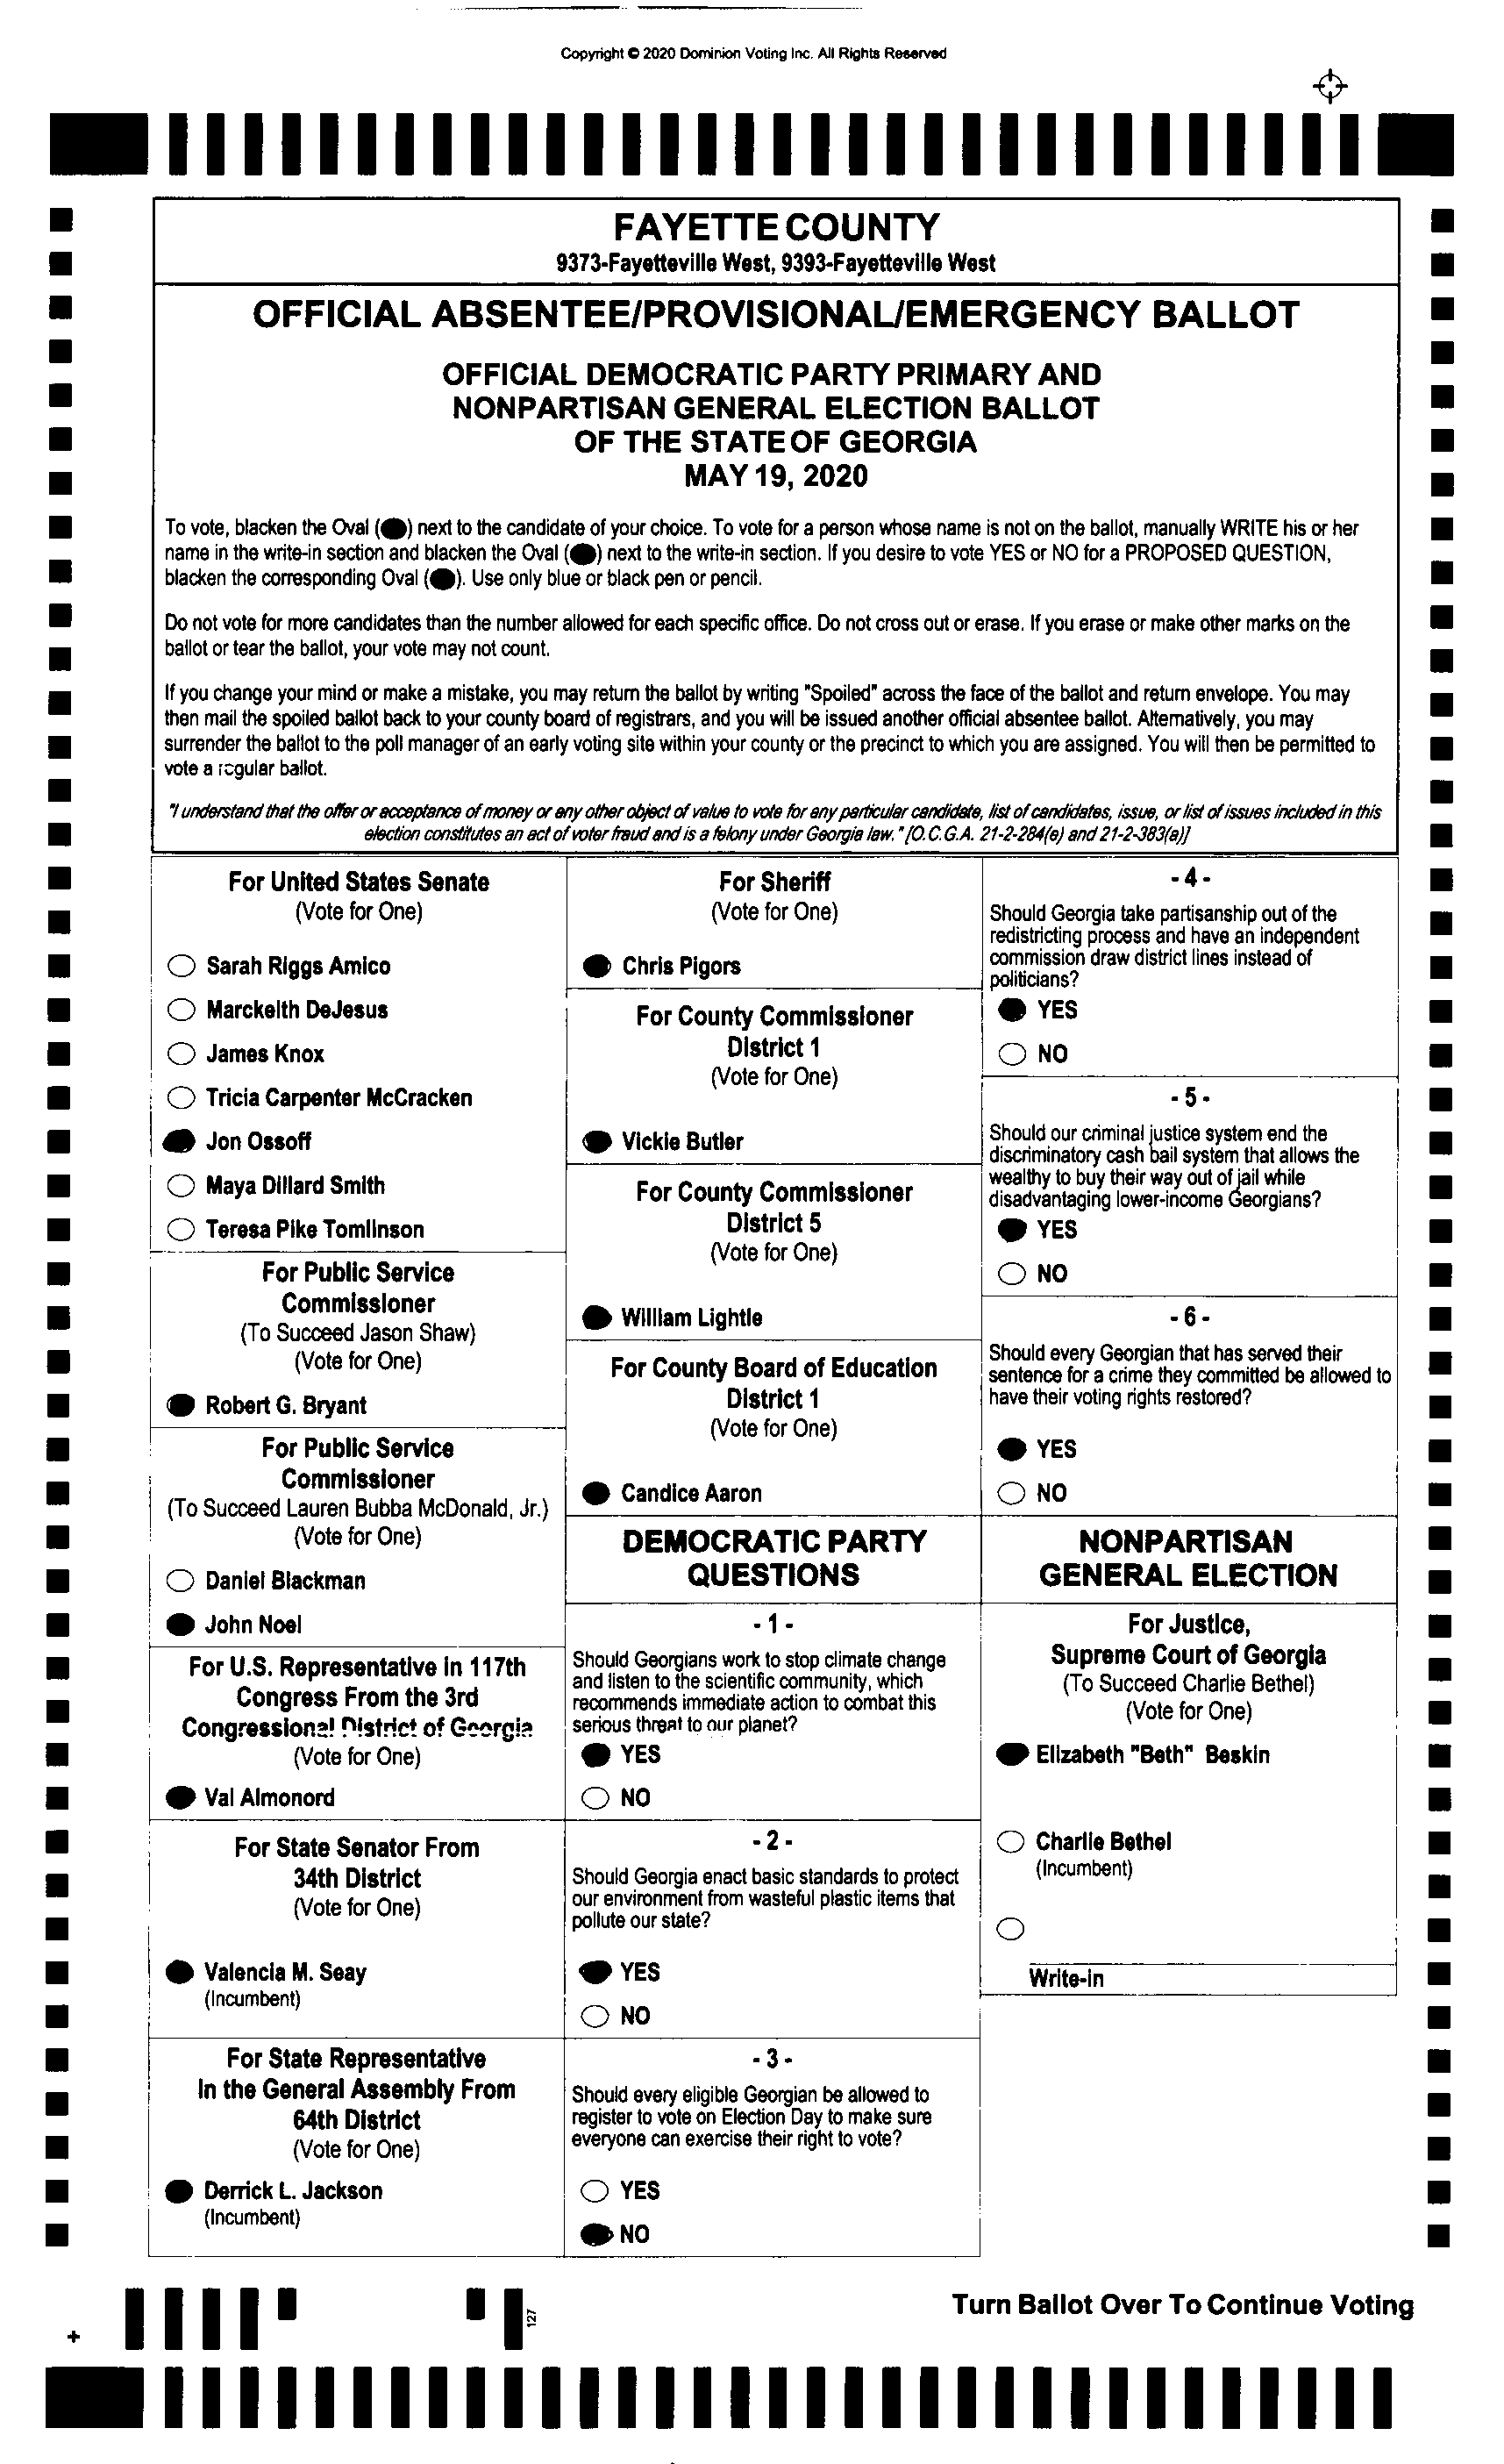 Copyright © 2020 Dominion Voting Inc. All Rights Reserved
FAYETTE COUNTY
9373-Fayetteville West, 9393-Fayetteville West
OFFICIAL ABSENTEE/PROVISIONAL/EMERGENCY BALLOT
OFFICIAL DEMOCRATIC PARTY PRIMARY AND
NONPARTISAN GENERAL ELECTION BALLOT
OF THE STATE OF GEORGIA
MAY 19, 2020
To vote, blacken the Oval ( ) next to the candidate of your choice. To vote for a person whose name is not on the ballot, manually WRITE his or her
name in the write-in section and blacken the Oval ( ) next to the write-in section. If you desire to vote YES or NO for a PROPOSED QUESTION,
blacken the corresponding Oval ( ). Use only blue or black pen or pencil.
Do not vote for more candidates than the number allowed for each specific office. Do not cross out or erase. If you erase or make other marks on the
ballot or tear the ballot, your vote may not count.
If you change your mind or make a mistake, you may return the ballot by writing "Spoiled" across the face of the ballot and return envelope. You may
then mail the spoiled ballot back to your county board of registrars, and you will be issued another official absentee ballot. Alternatively, you may
surrender the ballot to the poll manager of an early voting site within your county or the precinct to which you are assigned. You will then be permitted to
vote a regular ballot.
"I understand that the offer or acceptance of money or any other object of value to vote for any particular candidate, list of candidates, issue, or list of issues included in this
election constitutes an act of voter fraud and is a felony under Georgia law." [O.C.G.A. 21-2-284(e) and 21-2-383(a)]
For United States Senate
(Vote for One)
Sarah Riggs Amico
Marckeith DeJesus
James Knox
Tricia Carpenter McCracken
Jon Ossoff
Maya Dillard Smith
Teresa Pike Tomlinson
For Public Service
Commissioner
(To Succeed Jason Shaw)
(Vote for One)
Robert G. Bryant
For Public Service
Commissioner
(To Succeed Lauren Bubba McDonald, Jr.)
(Vote for One)
Daniel Blackman
John Noel
For U.S. Representative in 117th
Congress From the 3rd
Congressional District of Georgia
(Vote for One)
Val Almonord
For State Senator From
34th District
(Vote for One)
Valencia M. Seay
(Incumbent)
For State Representative
In the General Assembly From
64th District
(Vote for One)
Derrick L. Jackson
(Incumbent)
For Sheriff
(Vote for One)
Chris Pigors
For County Commissioner
District 1
(Vote for One)
Vickie Butler
For County Commissioner
District 5
(Vote for One)
William Lightle
For County Board of Education
District 1
(Vote for One)
Candice Aaron
DEMOCRATIC PARTY
QUESTIONS
- 1 -
Should Georgians work to stop climate change
and listen to the scientific community, which
recommends immediate action to combat this
serious threat to our planet?
YES
NO
- 2 -
Should Georgia enact basic standards to protect
our environment from wasteful plastic items that
pollute our state?
YES
NO
- 3 -
Should every eligible Georgian be allowed to
register to vote on Election Day to make sure
everyone can exercise their right to vote?
YES
NO
- 4 -
Should Georgia take partisanship out of the
redistricting process and have an independent
commission draw district lines instead of
politicians?
YES
NO
- 5 -
Should our criminal justice system end the
discriminatory cash bail system that allows the
wealthy to buy their way out of jail while
disadvantaging lower-income Georgians?
YES
NO
- 6 -
Should every Georgian that has served their
sentence for a crime they committed be allowed to
have their voting rights restored?
YES
NO
NONPARTISAN
GENERAL ELECTION
For Justice,
Supreme Court of Georgia
(To Succeed Charlie Bethel)
(Vote for One)
Elizabeth "Beth" Beskin
Charlie Bethel
(Incumbent)
Write-in
127
Turn Ballot Over To Continue Voting